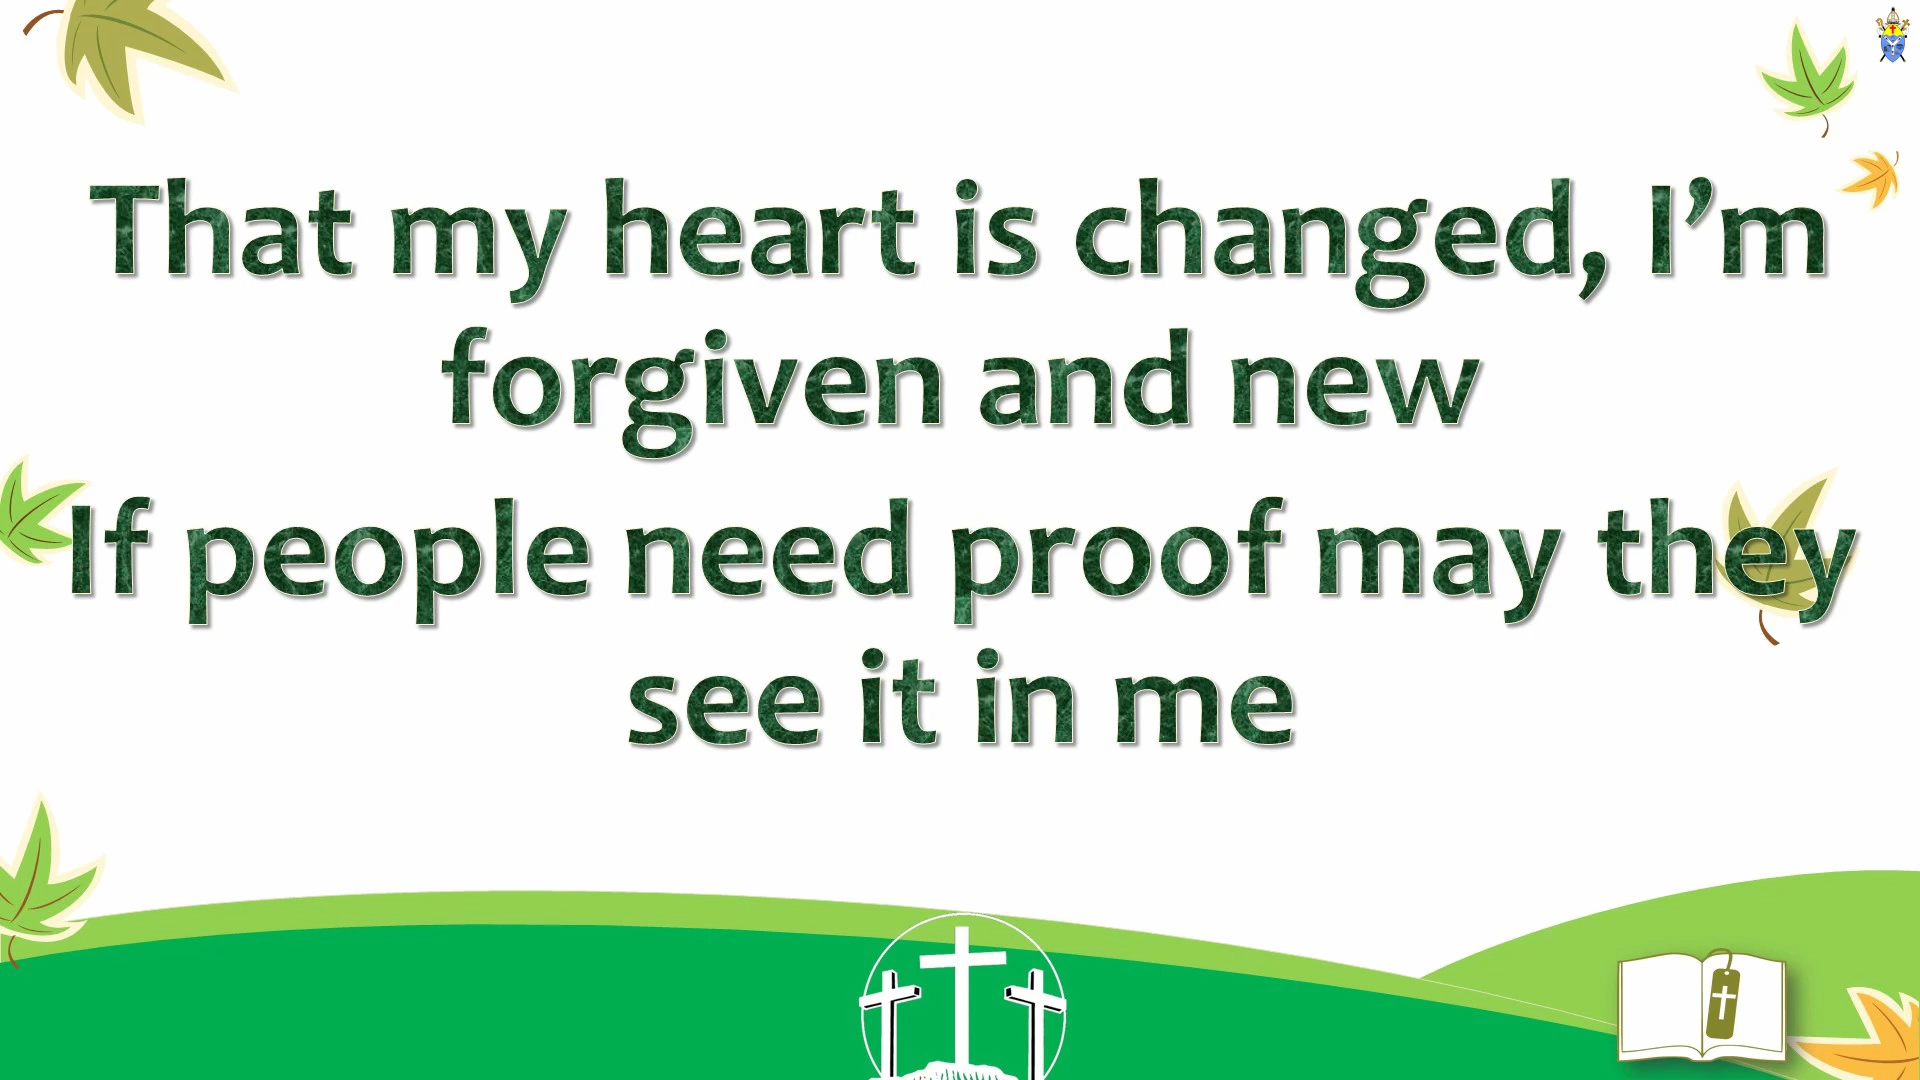 That my heart is changed, I’m
forgiven and new
If people need proof may they
see it in me